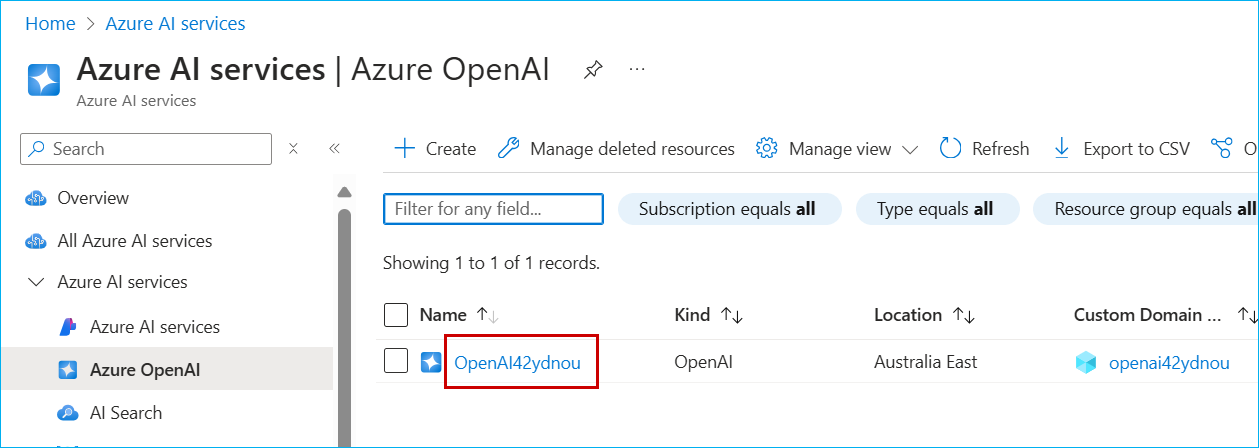 Home > Azure AI services
Azure AI services | Azure OpenAI ...
Azure AI services
Search
Create Manage deleted resources Manage view Refresh Export to CSV O
Overview
All Azure AI services
Azure AI services
Azure AI services
Azure OpenAI
AI Search
Filter for any field... Subscription equals all Type equals all Resource group equals all
Showing 1 to 1 of 1 records.
Name Kind Location Custom Domain ...
OpenAI42ydnou OpenAI Australia East openai42ydnou